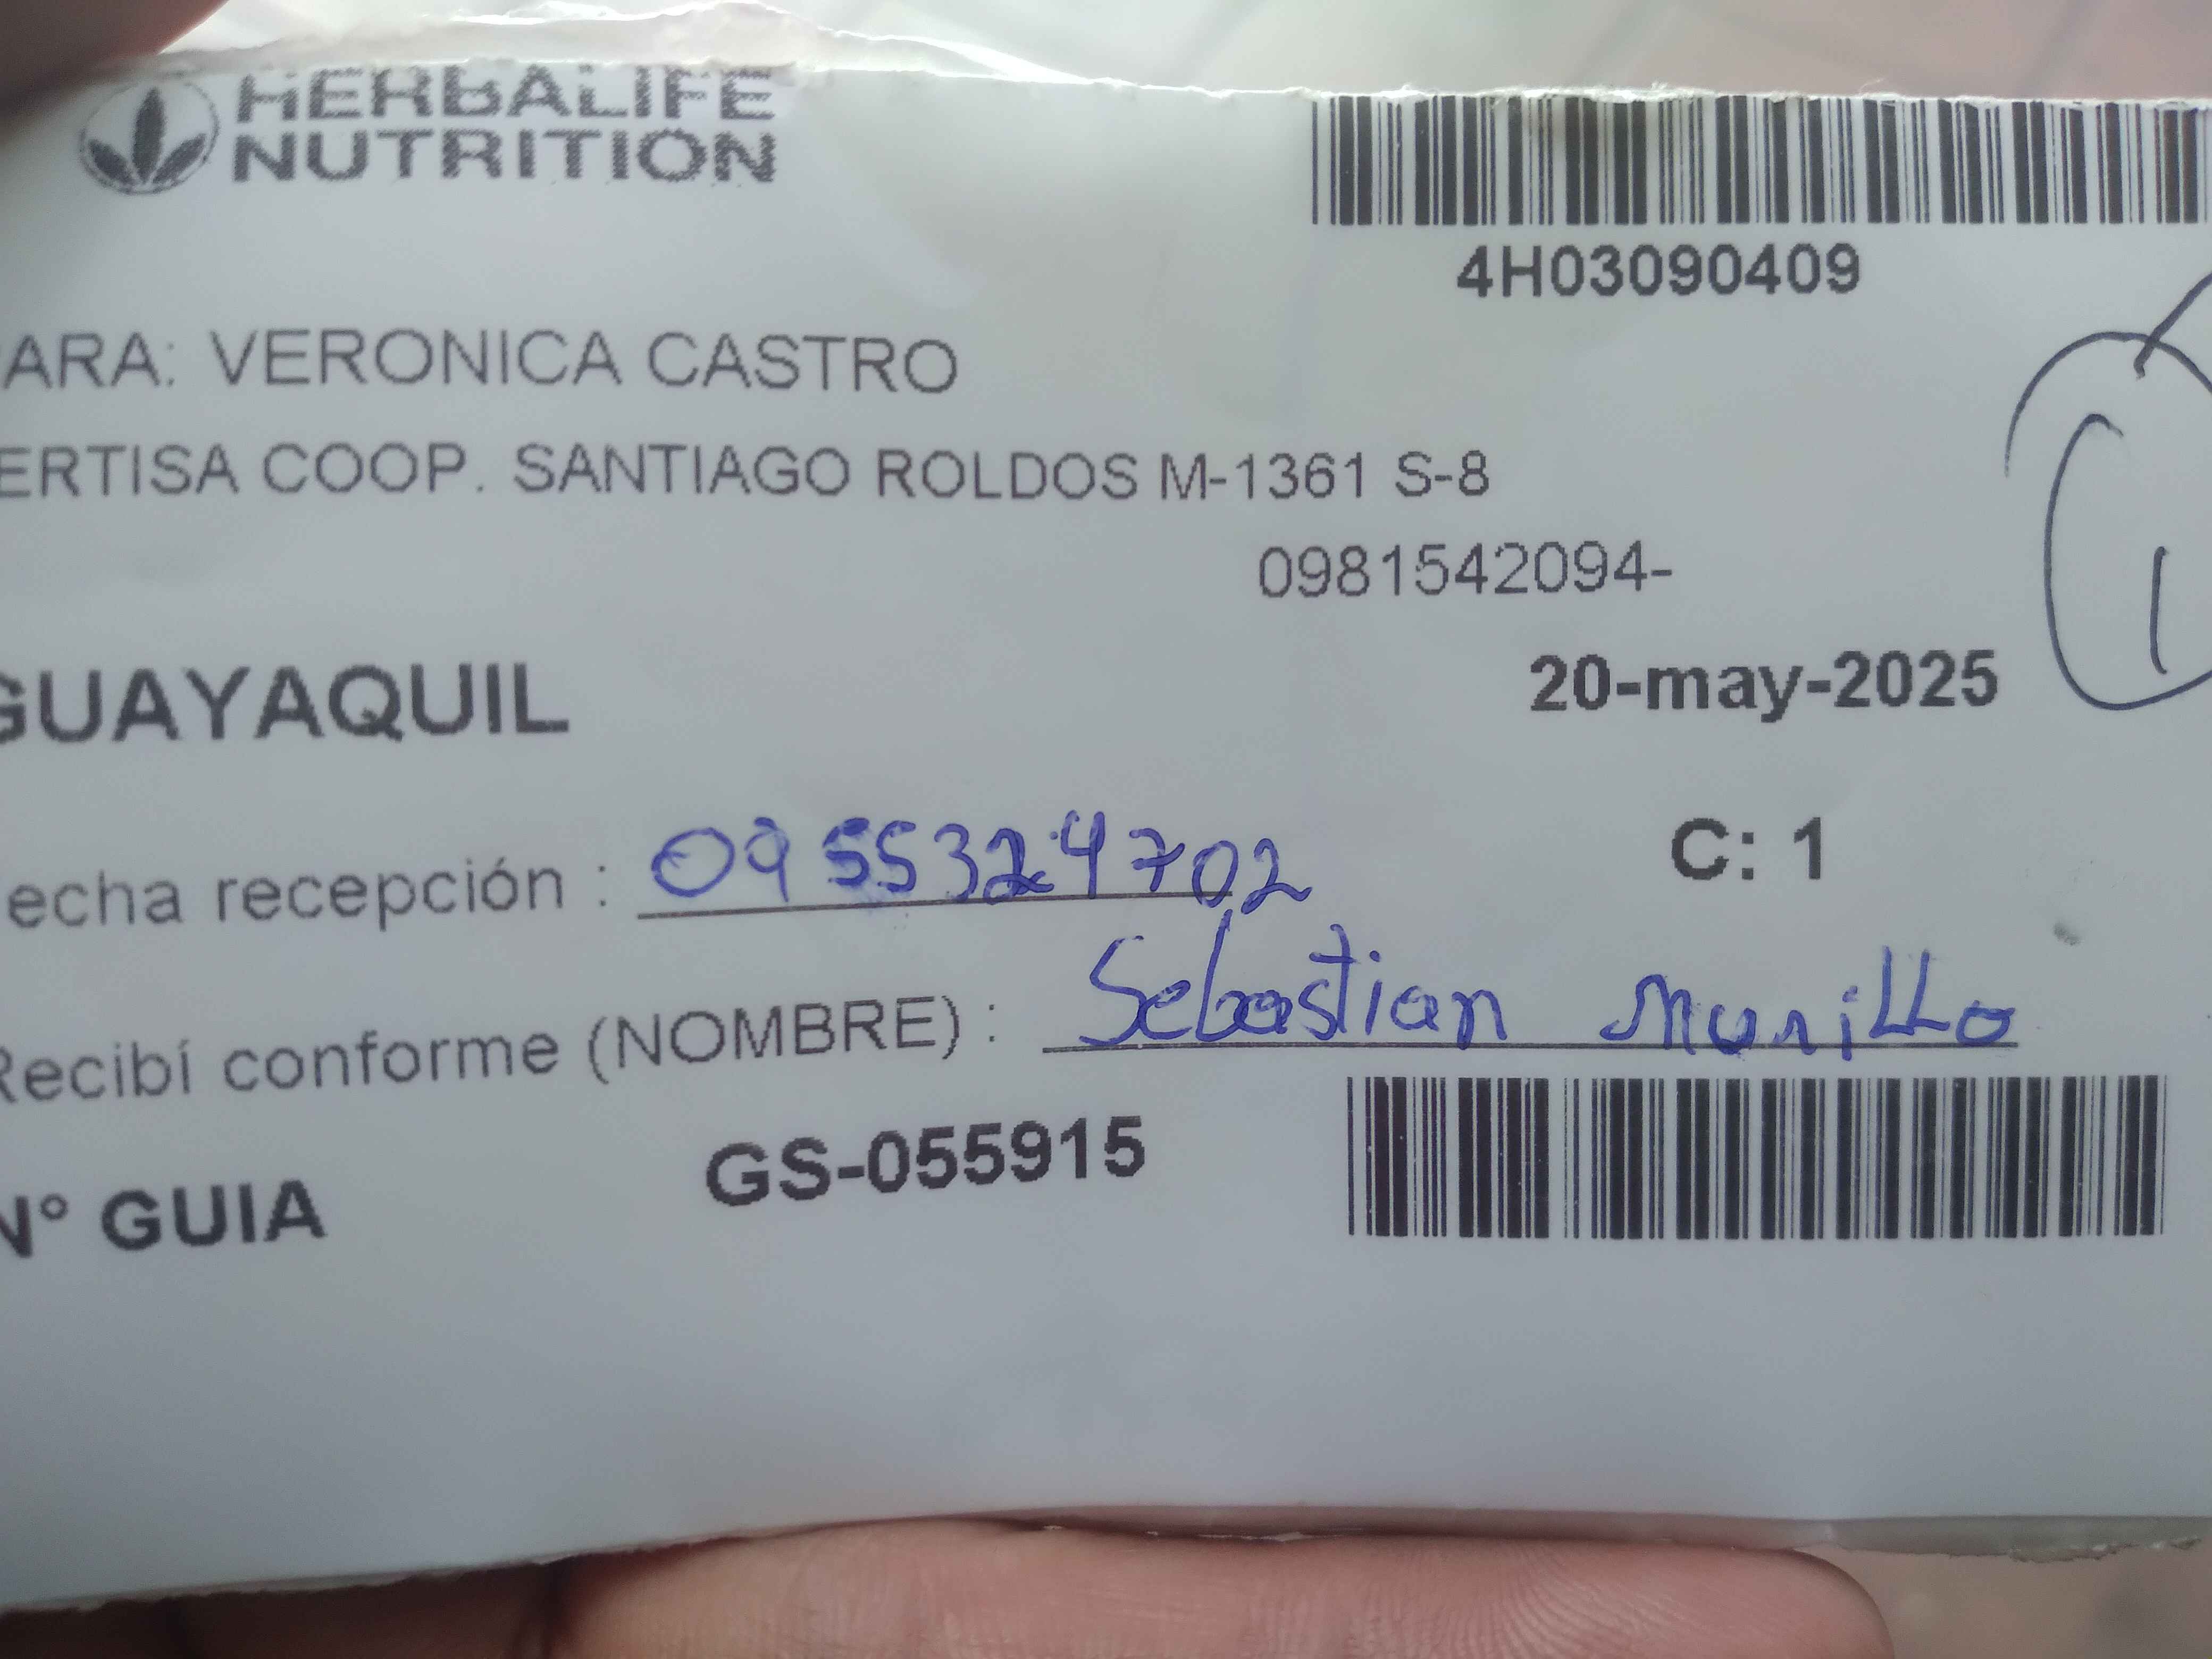 HERBALIFE
NUTRITION
4H03090409
ARA: VERONICA CASTRO
ERTISA COOP. SANTIAGO ROLDOS M-1361 S-8
0981542094-
1
20-may-2025
GUAYAQUIL
C: 1
echa recepción : 0955324702
Recibí conforme (NOMBRE) : Sebastian MuriLLo
N° GUIA GS-055915